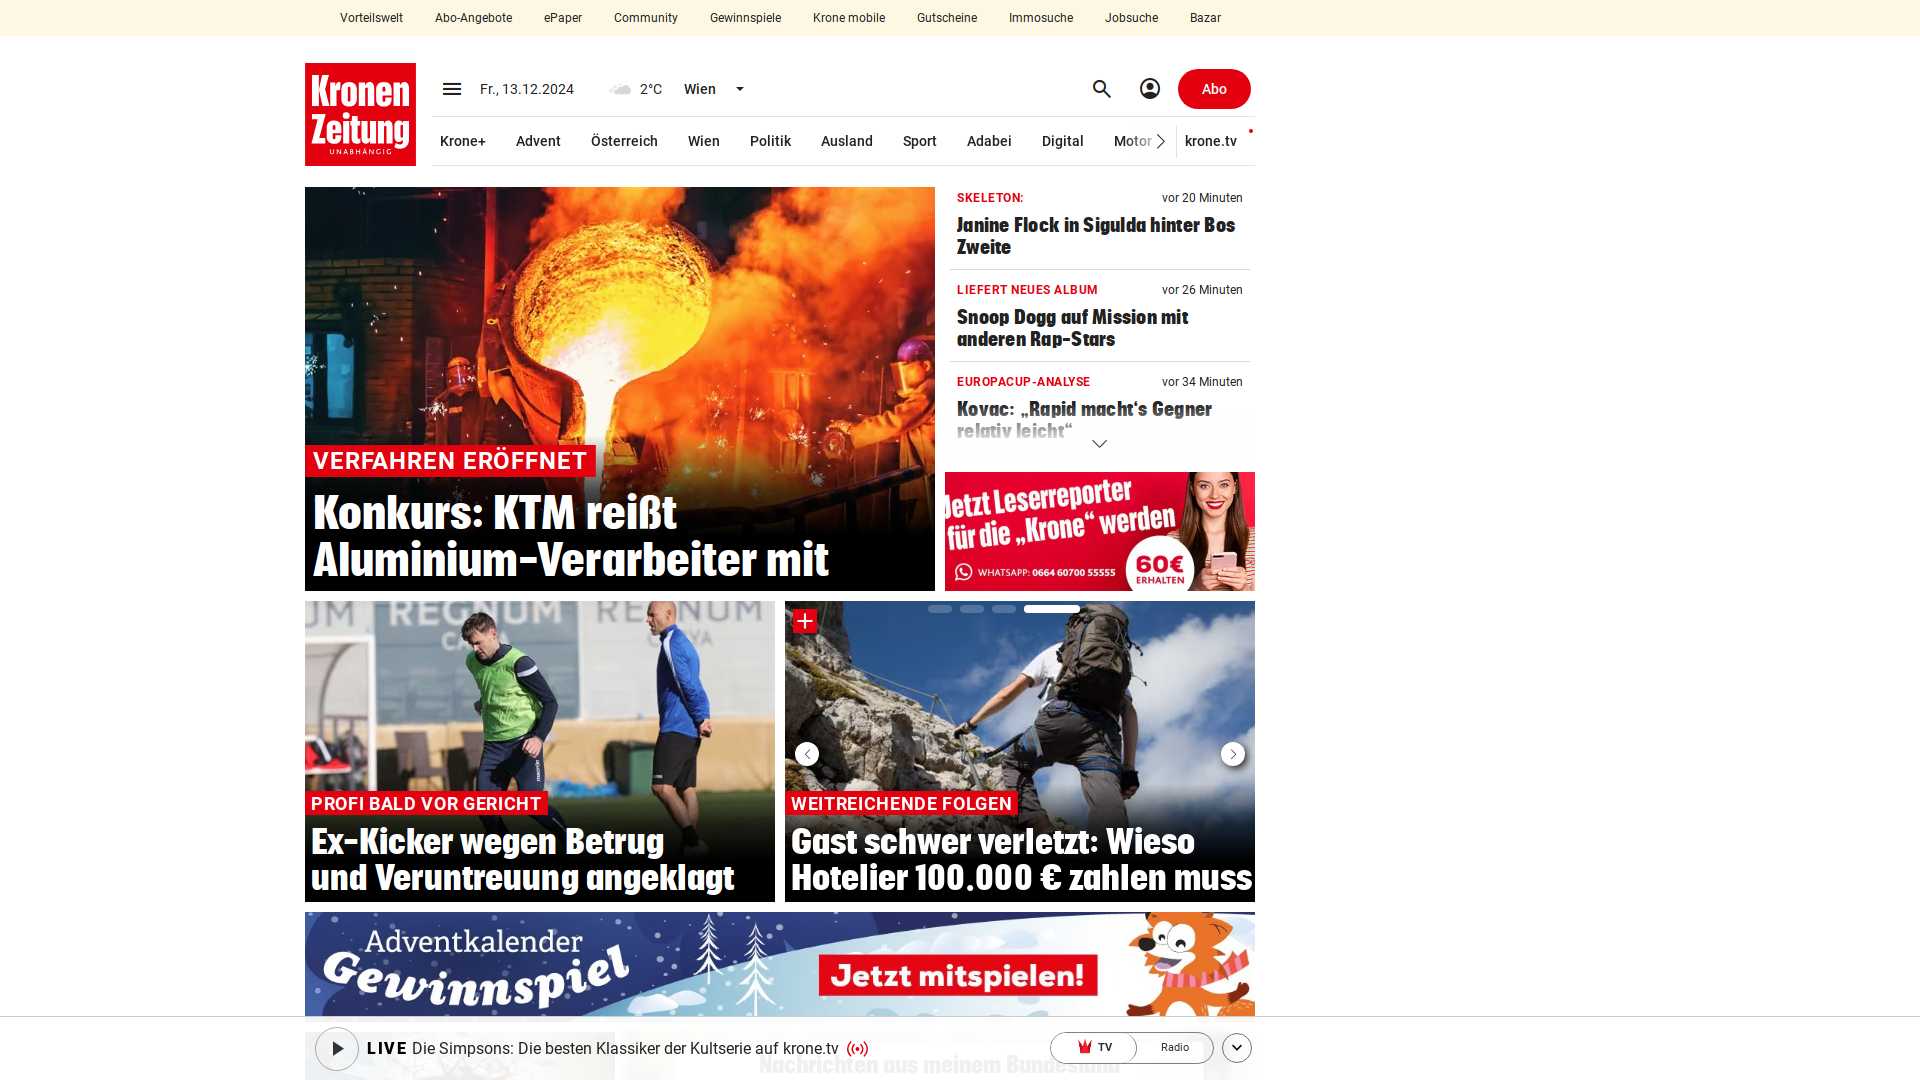 Vorteilswelt Abo-Angebote ePaper Community Gewinnspiele Krone mobile Gutscheine Immosuche Jobsuche Bazar
Kronen
Zeitung
UNABHÄNGIG
Fr., 13.12.2024 2°C Wien Abo
Krone+ Advent Österreich Wien Politik Ausland Sport Adabei Digital Motor krone.tv
VERFAHREN ERÖFFNET
Konkurs: KTM reißt
Aluminium-Verarbeiter mit
SKELETON: vor 20 Minuten
Janine Flock in Sigulda hinter Bos
Zweite
LIEFERT NEUES ALBUM vor 26 Minuten
Snoop Dogg auf Mission mit
anderen Rap-Stars
EUROPACUP-ANALYSE vor 34 Minuten
Kovac: „Rapid macht‘s Gegner
relativ leicht“
Jetzt Leserreporter
für die „Krone“ werden
WHATSAPP: 0664 60700 55555
60€
ERHALTEN
REGNUM
REGNUM
PROFI BALD VOR GERICHT
Ex-Kicker wegen Betrug
und Veruntreuung angeklagt
WEITREICHENDE FOLGEN
Gast schwer verletzt: Wieso
Hotelier 100.000 € zahlen muss
Adventkalender
Gewinnspiel
Jetzt mitspielen!
LIVE Die Simpsons: Die besten Klassiker der Kultserie auf krone.tv TV Radio
Nachrichten aus meinem Bundesland